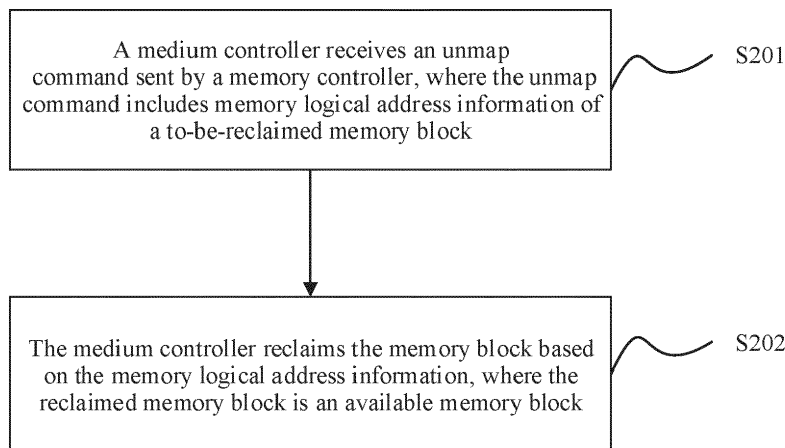 A medium controller receives an unmap
command sent by a memory controller, where the unmap
command includes memory logical address information of
a to-be-reclaimed memory block
S201
The medium controller reclaims the memory block based
on the memory logical address information, where the
reclaimed memory block is an available memory block
S202